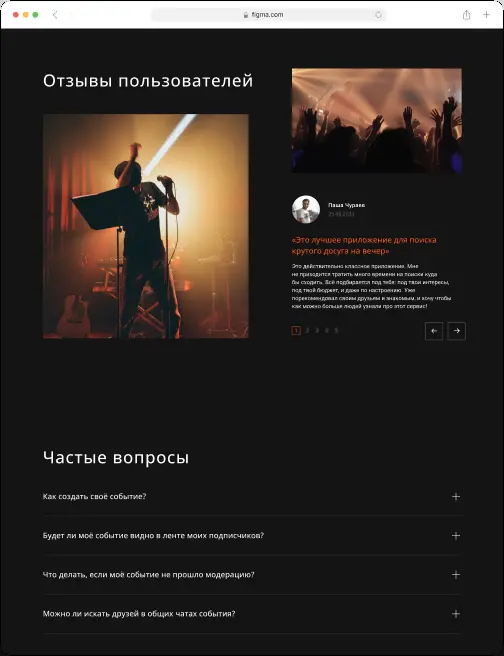 figma.com
Отзывы пользователей
Паша Чураев
«Это лучшее приложение для поиска
крутого досуга на вечер»
Это действительно классное приложение. Мне
не приходится тратить много времени на поиски куда
бы сходить. Всё подбирается под тебя: под твои интересы,
под твой бюджет, и даже по настроению. Уже
порекомендовал своим друзьям и знакомым, и хочу чтобы
как можно больше людей узнали про этот сервис!
1 2 3 4 5
Частые вопросы
Как создать своё событие?
Будет ли моё событие видно в ленте моих подписчиков?
Что делать, если моё событие не прошло модерацию?
Можно ли искать друзей в общих чатах события?